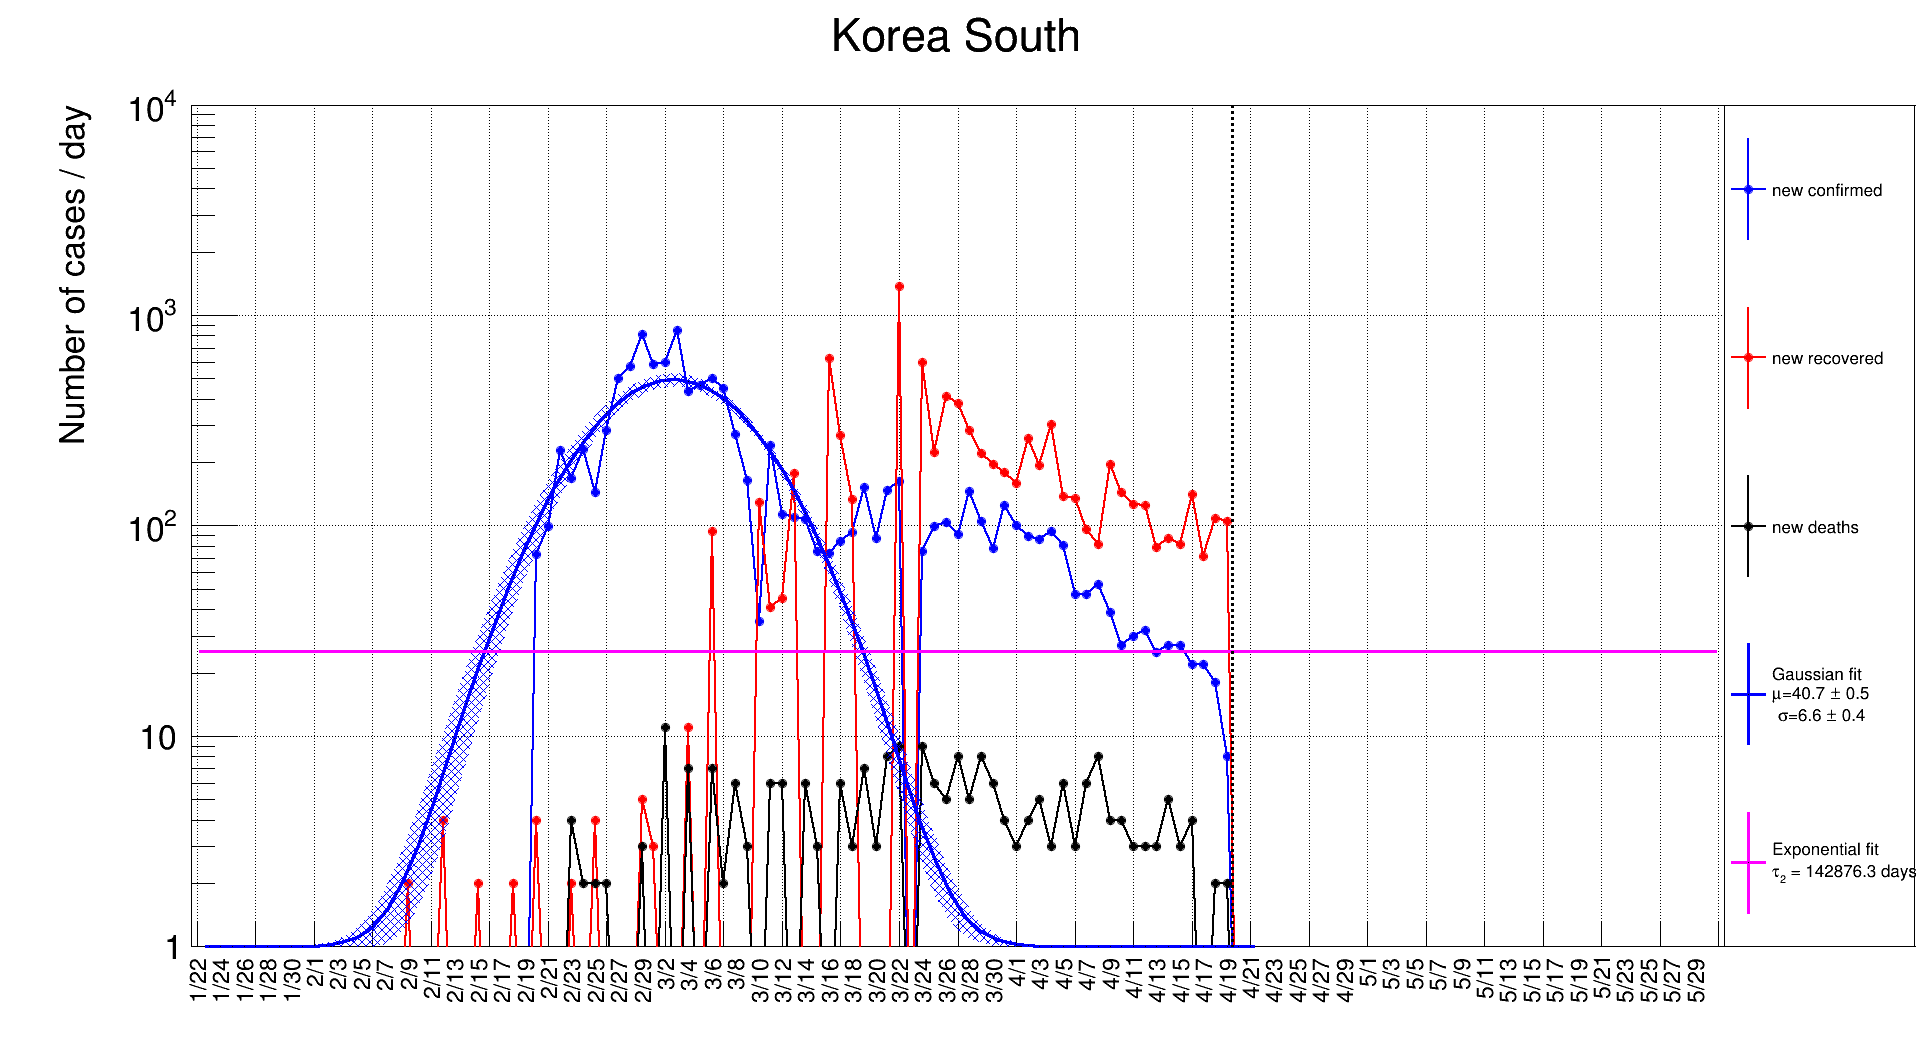 Korea South
Number of cases / day
10⁴
10³
10²
10
1
1/22 1/24 1/26 1/28 1/30 2/1 2/3 2/5 2/7 2/9 2/11 2/13 2/15 2/17 2/19 2/21 2/23 2/25 2/27 2/29 3/2 3/4 3/6 3/8 3/10 3/12 3/14 3/16 3/18 3/20 3/22 3/24 3/26 3/28 3/30 4/1 4/3 4/5 4/7 4/9 4/11 4/13 4/15 4/17 4/19 4/21 4/23 4/25 4/27 4/29 5/1 5/3 5/5 5/7 5/9 5/11 5/13 5/15 5/17 5/19 5/21 5/23 5/25 5/27 5/29
new confirmed
new recovered
new deaths
Gaussian fit
μ=40.7 ± 0.5
σ=6.6 ± 0.4
Exponential fit
τ₂ = 142876.3 days